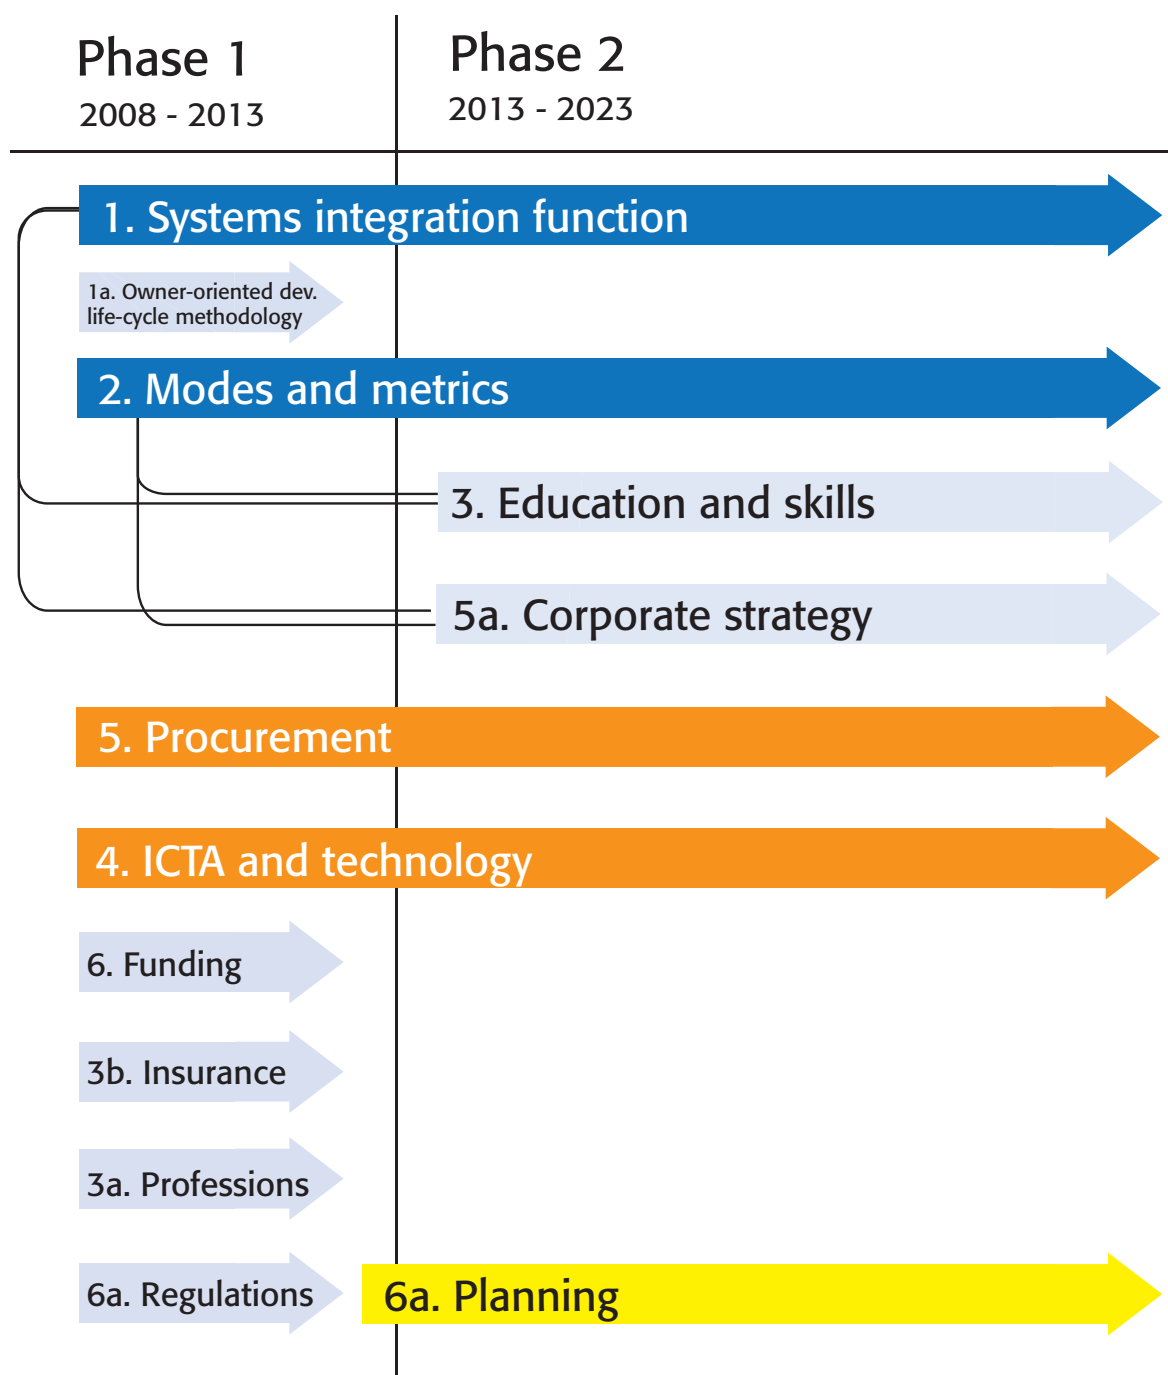 Phase 1
2008 - 2013
Phase 2
2013 - 2023
1. Systems integration function
1a. Owner-oriented dev.
life-cycle methodology
2. Modes and metrics
3. Education and skills
5a. Corporate strategy
5. Procurement
4. ICTA and technology
6. Funding
3b. Insurance
3a. Professions
6a. Regulations
6a. Planning